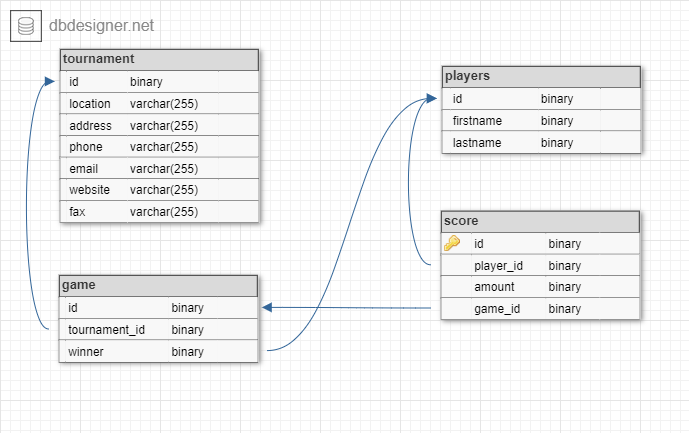 dbdesigner.net
tournament
id binary
location varchar(255)
address varchar(255)
phone varchar(255)
email varchar(255)
website varchar(255)
fax varchar(255)
players
id binary
firstname binary
lastname binary
score
id binary
player_id binary
amount binary
game_id binary
game
id binary
tournament_id binary
winner binary